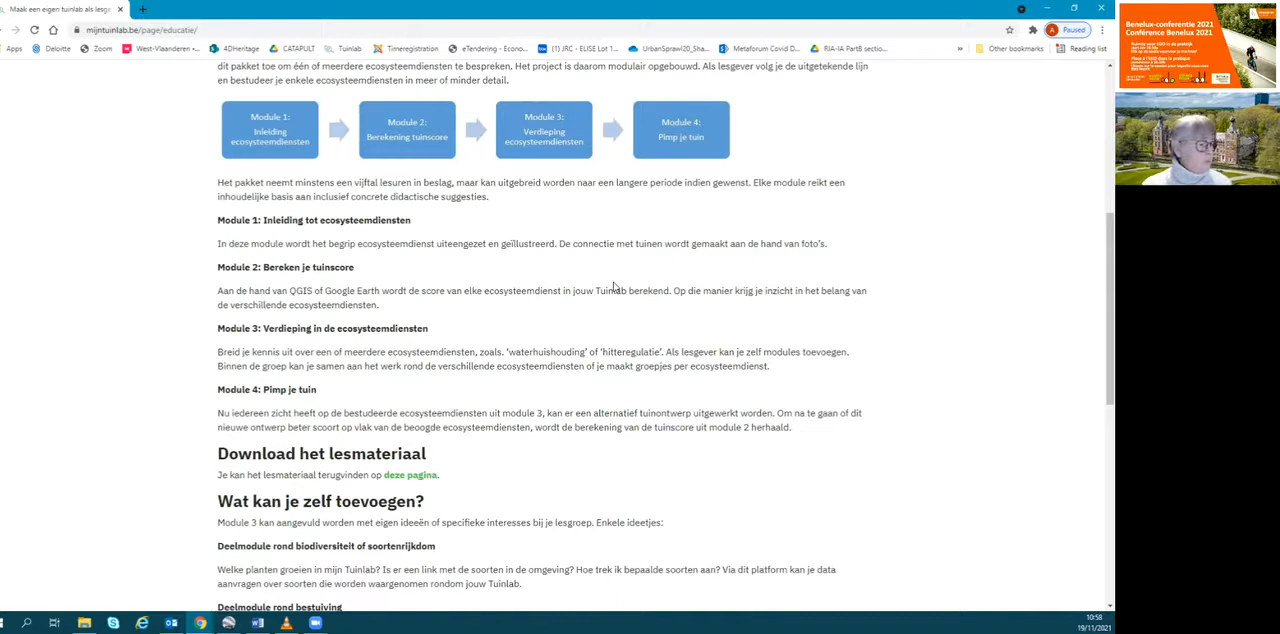 Maak een eigen tuinlab als lesg
mijntuinlab.be/page/educatie/
Paused
Apps
Deloitte
Zoom
West-Vlaanderen •...
4DHeritage
CATAPULT
Tuinlab
Timeregistration
eTendering - Econo...
(1) JRC - ELISE Lot 1...
UrbanSprawl20_Sha...
Metaforum Covid D...
RIA-IA PartB sectio...
»
Other bookmarks
Reading list
dit pakket toe om één of meerdere ecosysteemdiensten te bespreken. Het project is daarom modulair opgebouwd. Als lesgever volg je de uitgetekende lijn
en bestudeer je enkele ecosysteemdiensten in meer of minder detail.
Module 1:
Inleiding
ecosysteemdiensten
Module 2:
Berekening tuinscore
Module 3:
Verdieping
ecosysteemdiensten
Module 4:
Pimp je tuin
Het pakket neemt minstens een vijftal lesuren in beslag, maar kan uitgebreid worden naar een langere periode indien gewenst. Elke module reikt een
inhoudelijke basis aan inclusief concrete didactische suggesties.
Module 1: Inleiding tot ecosysteemdiensten
In deze module wordt het begrip ecosysteemdienst uiteengezet en geïllustreerd. De connectie met tuinen wordt gemaakt aan de hand van foto's.
Module 2: Bereken je tuinscore
Aan de hand van QGIS of Google Earth wordt de score van elke ecosysteemdienst in jouw Tuinlab berekend. Op die manier krijg je inzicht in het belang van
de verschillende ecosysteemdiensten.
Module 3: Verdieping in de ecosysteemdiensten
Breid je kennis uit over een of meerdere ecosysteemdiensten, zoals. 'waterhuishouding' of 'hitteregulatie'. Als lesgever kan je zelf modules toevoegen.
Binnen de groep kan je samen aan het werk rond de verschillende ecosysteemdiensten of je maakt groepjes per ecosysteemdienst.
Module 4: Pimp je tuin
Nu iedereen zicht heeft op de bestudeerde ecosysteemdiensten uit module 3, kan er een alternatief tuinontwerp uitgewerkt worden. Om na te gaan of dit
nieuwe ontwerp beter scoort op vlak van de beoogde ecosysteemdiensten, wordt de berekening van de tuinscore uit module 2 herhaald.
Download het lesmateriaal
Je kan het lesmateriaal terugvinden op deze pagina.
Wat kan je zelf toevoegen?
Module 3 kan aangevuld worden met eigen ideeën of specifieke interesses bij je lesgroep. Enkele ideetjes:
Deelmodule rond biodiversiteit of soortenrijkdom
Welke planten groeien in mijn Tuinlab? Is er een link met de soorten in de omgeving? Hoe trek ik bepaalde soorten aan? Via dit platform kan je data
aanvragen over soorten die worden waargenomen rondom jouw Tuinlab.
Deelmodule rond bestuiving
10:58
19/11/2021
Benelux-conferentie 2021
Conférence Benelux 2021